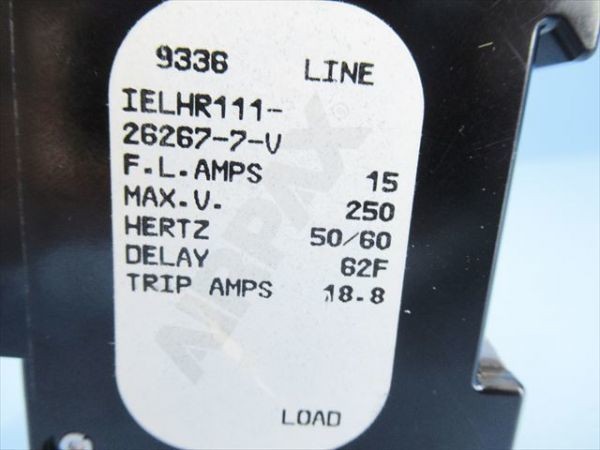 9336 LINE
IELHR111-
26267-7-V
F.L.AMPS 15
MAX.V. 250
HERTZ 50/60
DELAY 62F
TRIP AMPS 18.8
AIRPAX®
LOAD